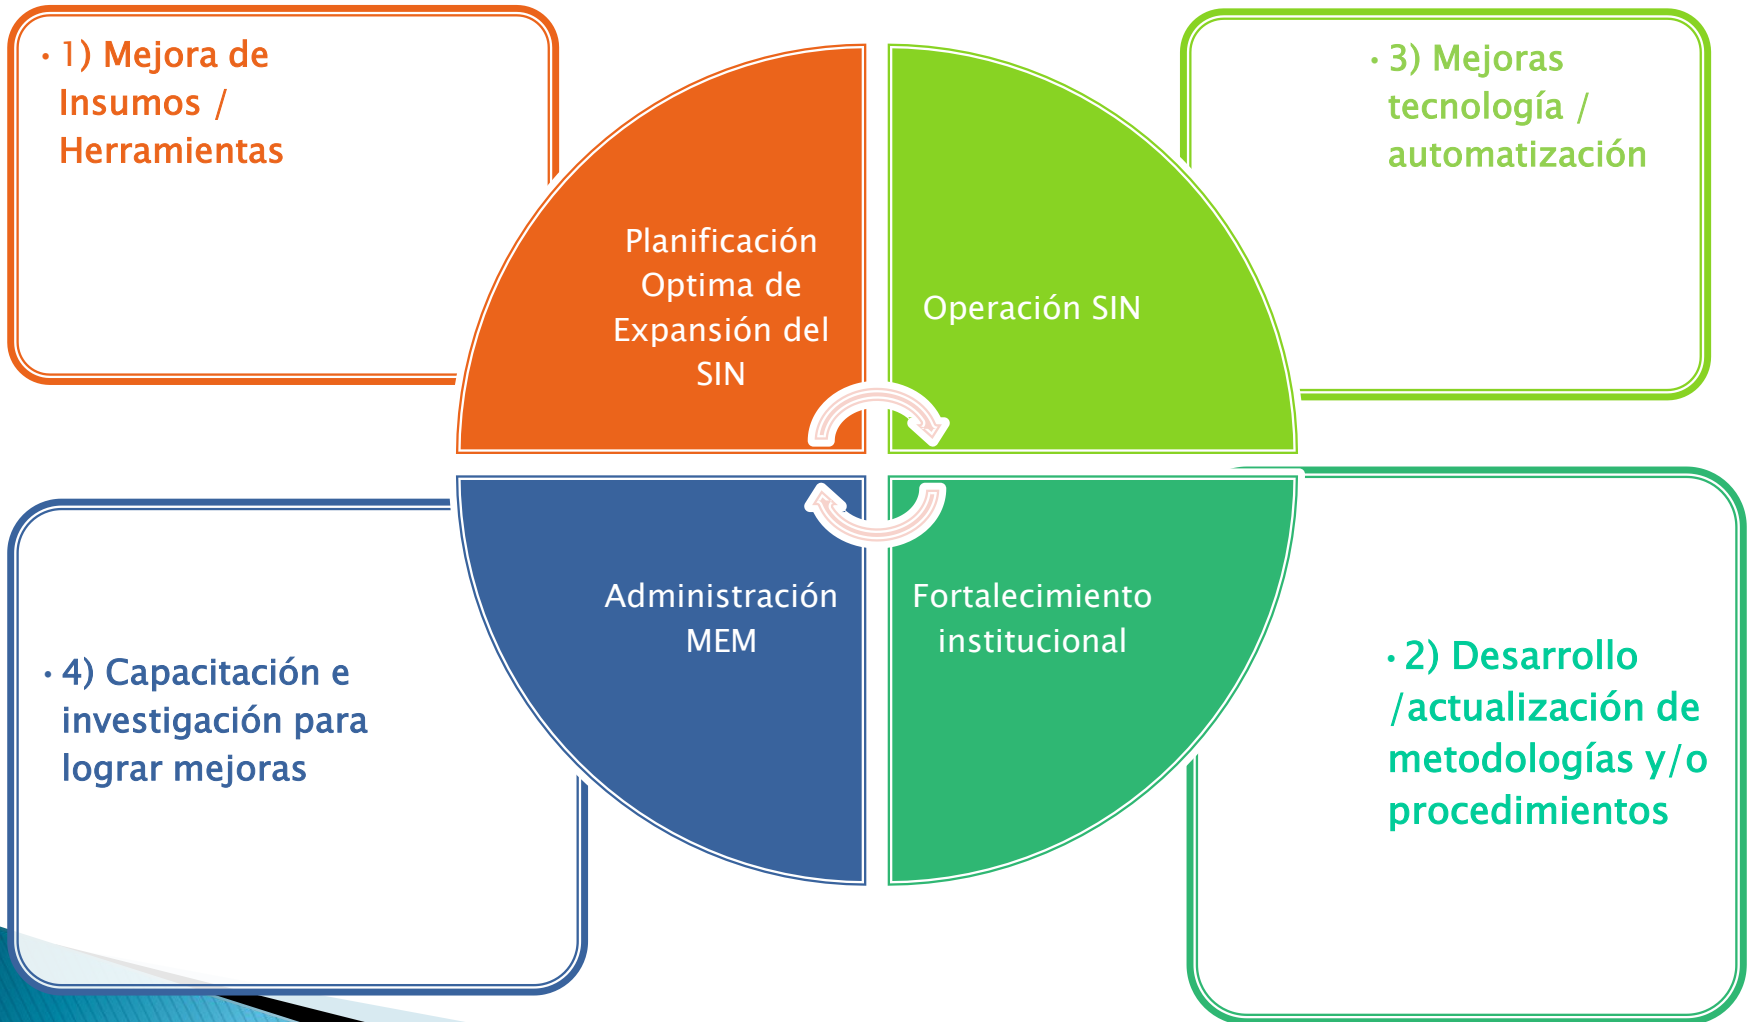 · 1) Mejora de
Insumos /
Herramientas
· 3) Mejoras
tecnología /
automatización
Planificación
Optima de
Expansión del
SIN
Operación SIN
Administración
MEM
Fortalecimiento
institucional
· 4) Capacitación e
investigación para
lograr mejoras
· 2) Desarrollo
/actualización de
metodologías y/o
procedimientos